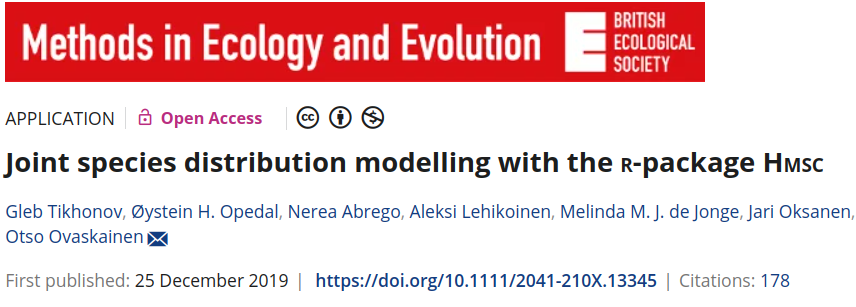 Methods in Ecology and Evolution
BRITISH
ECOLOGICAL
SOCIETY
APPLICATION Open Access
Joint species distribution modelling with the R-package HMSC
Gleb Tikhonov, Øystein H. Opedal, Nerea Abrego, Aleksi Lehikoinen, Melinda M. J. de Jonge, Jari Oksanen,
Otso Ovaskainen
First published: 25 December 2019 | https://doi.org/10.1111/2041-210X.13345 | Citations: 178